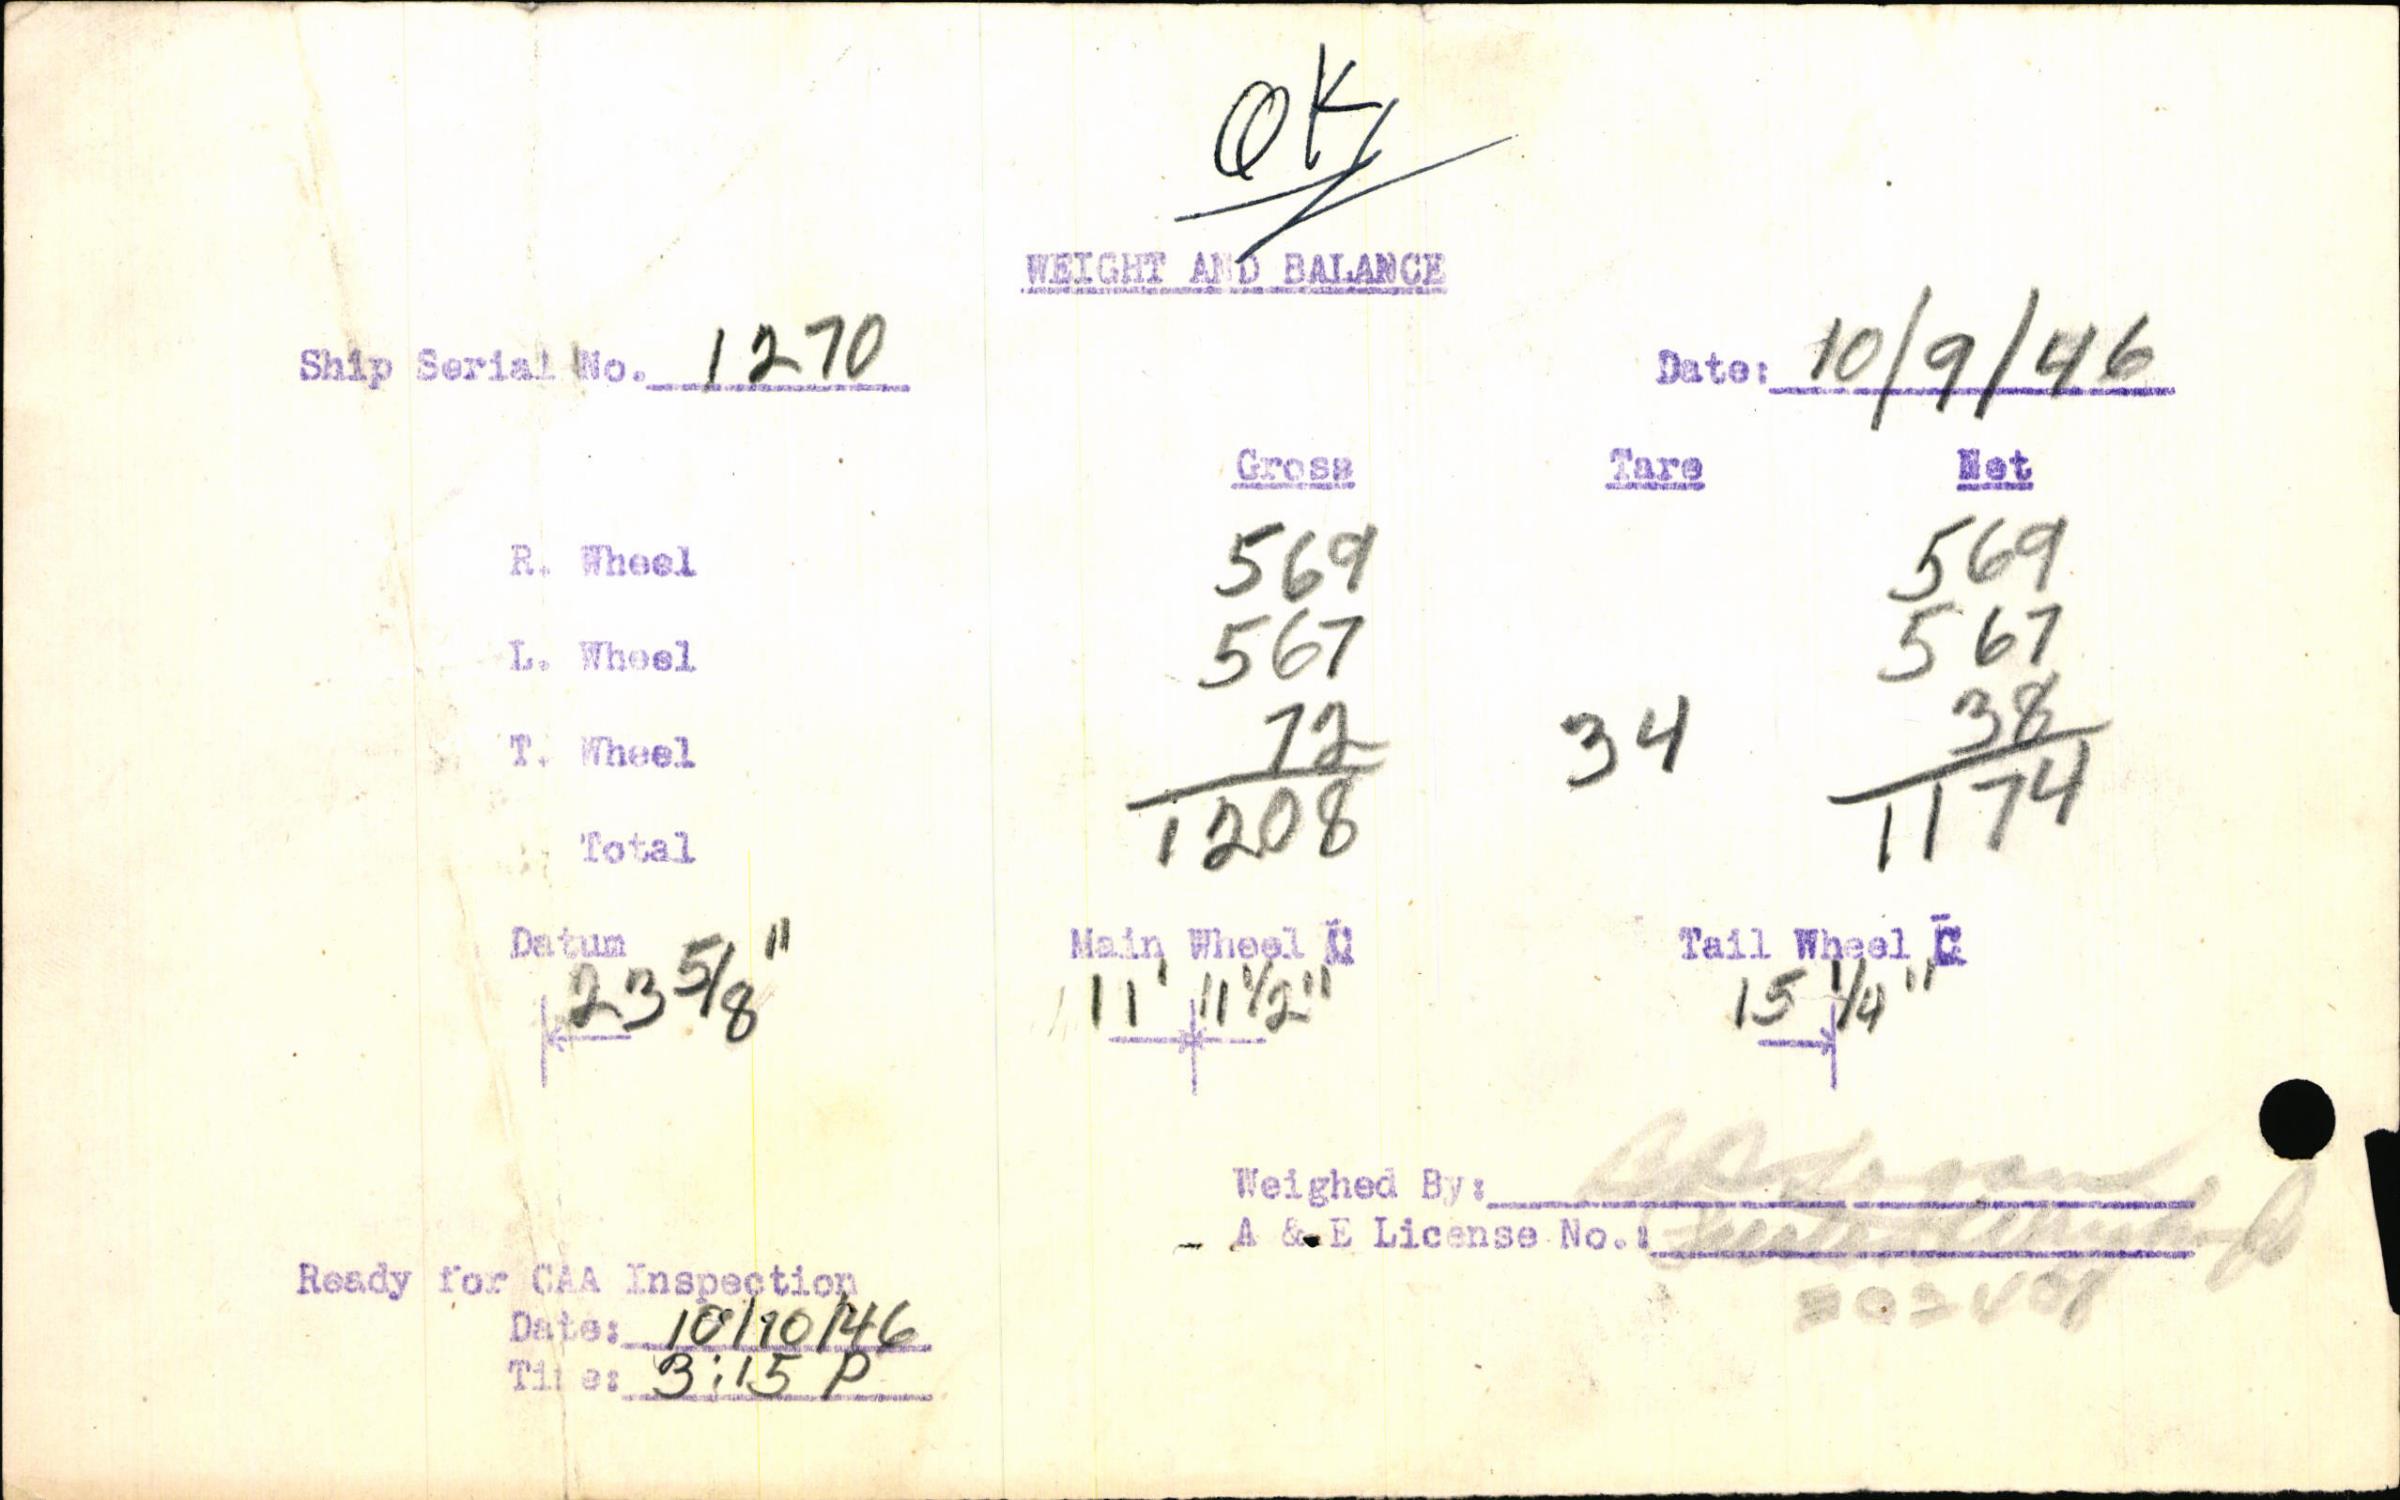 OK
WEIGHT AND BALANCE
Ship Serial No. 1270 Date: 10/9/46
Gross Tare Net
R. Wheel 569 569
L. Wheel 567 567
T. Wheel 72 34 38
Total 1208 1174
Datum Main Wheel ℄ Tail Wheel ℄
23 5/8" 11' 11 1/2" 15 1/4"
Weighed By:
A & E License No.:
Ready for CAA Inspection
Date: 10/10/46
Time: 3:15 P